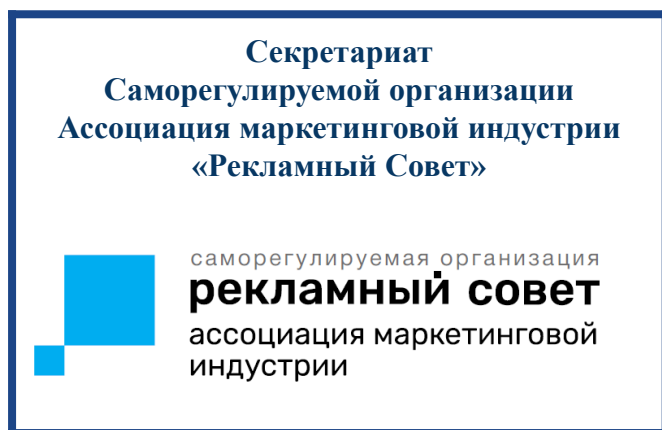 Секретариат
Саморегулируемой организации
Ассоциация маркетинговой индустрии
«Рекламный Совет»
саморегулируемая организация
рекламный совет
ассоциация маркетинговой
индустрии